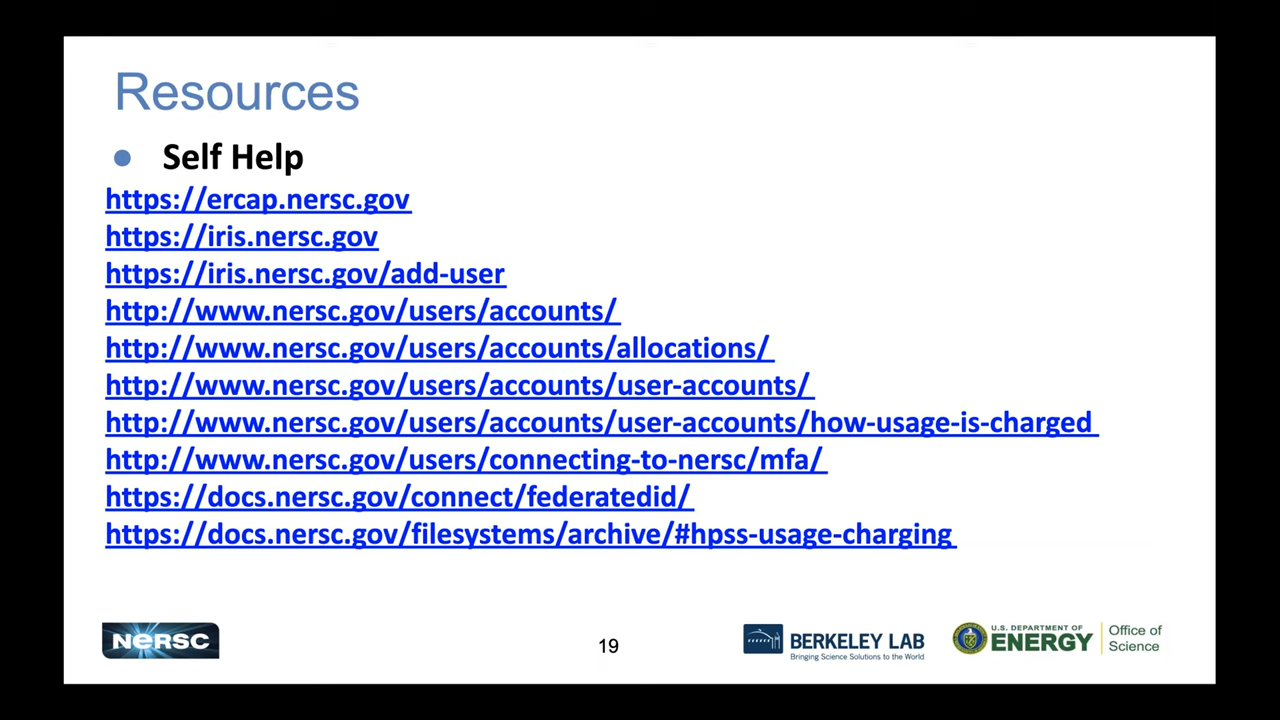 Resources
● Self Help
https://ercap.nersc.gov
https://iris.nersc.gov
https://iris.nersc.gov/add-user
http://www.nersc.gov/users/accounts/
http://www.nersc.gov/users/accounts/allocations/
http://www.nersc.gov/users/accounts/user-accounts/
http://www.nersc.gov/users/accounts/user-accounts/how-usage-is-charged
http://www.nersc.gov/users/connecting-to-nersc/mfa/
https://docs.nersc.gov/connect/federatedid/
https://docs.nersc.gov/filesystems/archive/#hpss-usage-charging
NERSC
19
BERKELEY LAB
Bringing Science Solutions to the World
U.S. DEPARTMENT OF
ENERGY
Office of
Science